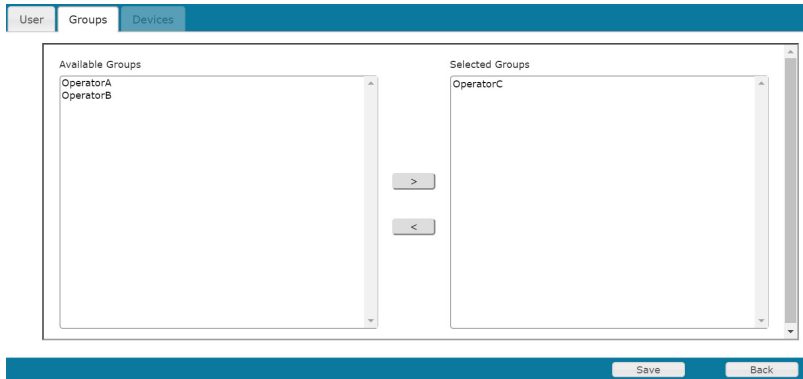 User Groups Devices
Available Groups
OperatorA
OperatorB
>
<
Selected Groups
OperatorC
Save Back